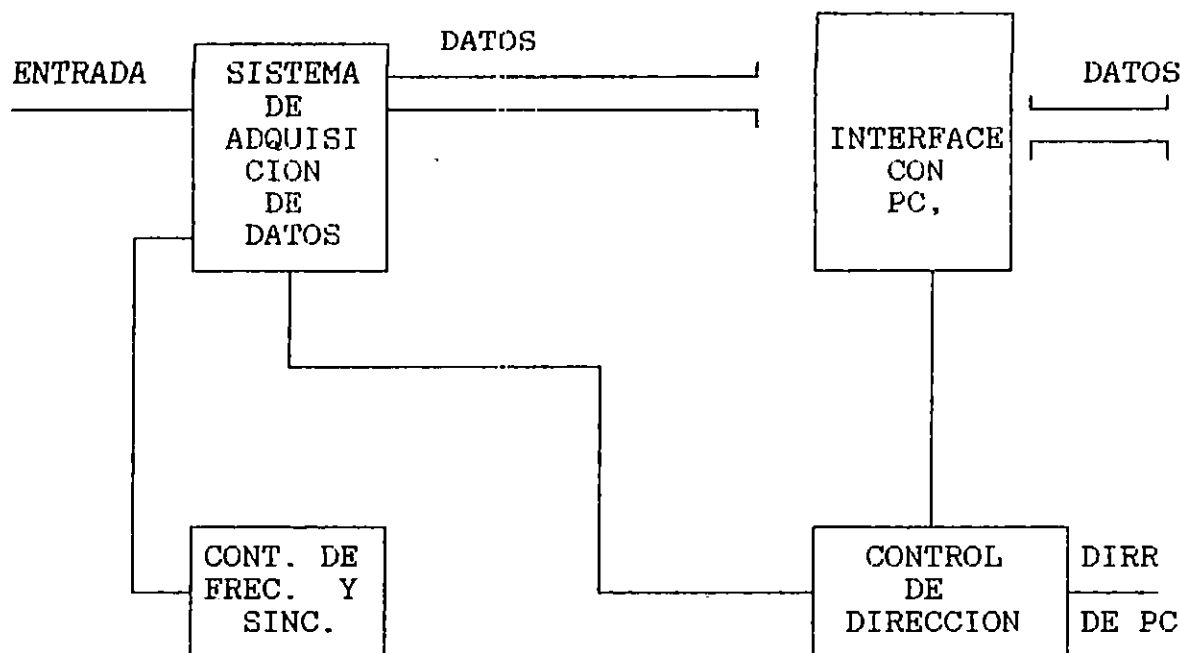 ENTRADA
SISTEMA
DE
ADQUISI
CION
DE
DATOS
DATOS
INTERFACE
CON
PC,
DATOS
CONT. DE
FREC. Y
SINC.
CONTROL
DE
DIRECCION
DIRR
DE PC